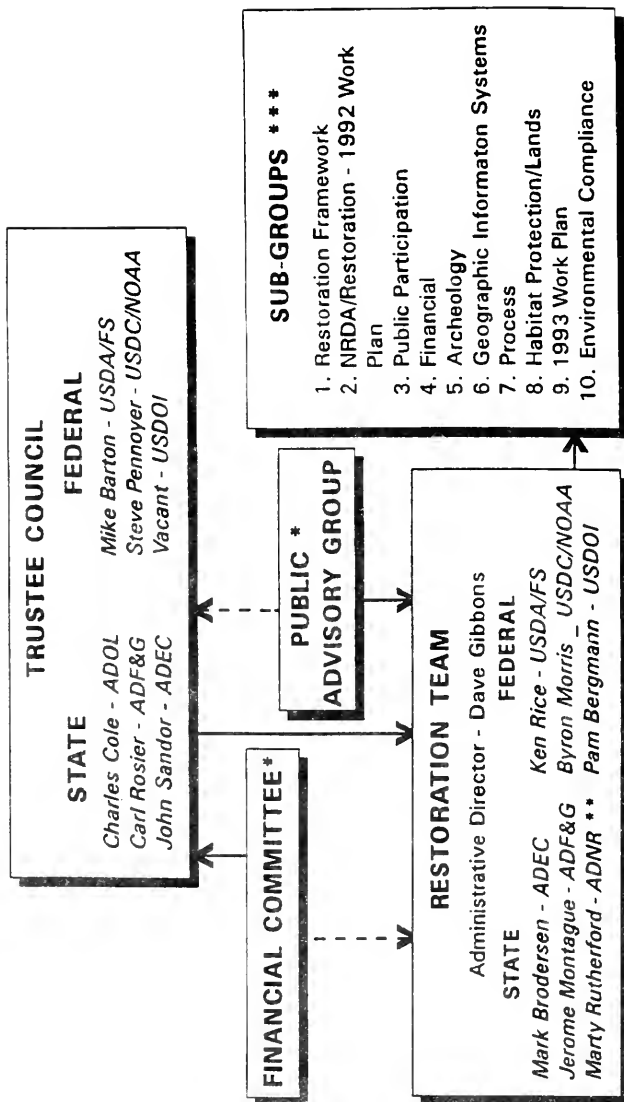 TRUSTEE COUNCIL
STATE
FEDERAL
Charles Cole - ADOL
Mike Barton - USDA/FS
Carl Rosier - ADF&G
Steve Pennoyer - USDC/NOAA
John Sandor - ADEC
Vacant - USDOI
FINANCIAL COMMITTEE*
PUBLIC *
ADVISORY GROUP
RESTORATION TEAM
Administrative Director - Dave Gibbons
STATE
FEDERAL
Mark Brodersen - ADEC
Ken Rice - USDA/FS
Jerome Montague - ADF&G
Byron Morris _ USDC/NOAA
Marty Rutherford - ADNR **
Pam Bergmann - USDOI
SUB-GROUPS ***
1. Restoration Framework
2. NRDA/Restoration - 1992 Work
Plan
3. Public Participation
4. Financial
5. Archeology
6. Geographic Informaton Systems
7. Process
8. Habitat Protection/Lands
9. 1993 Work Plan
10. Environmental Compliance